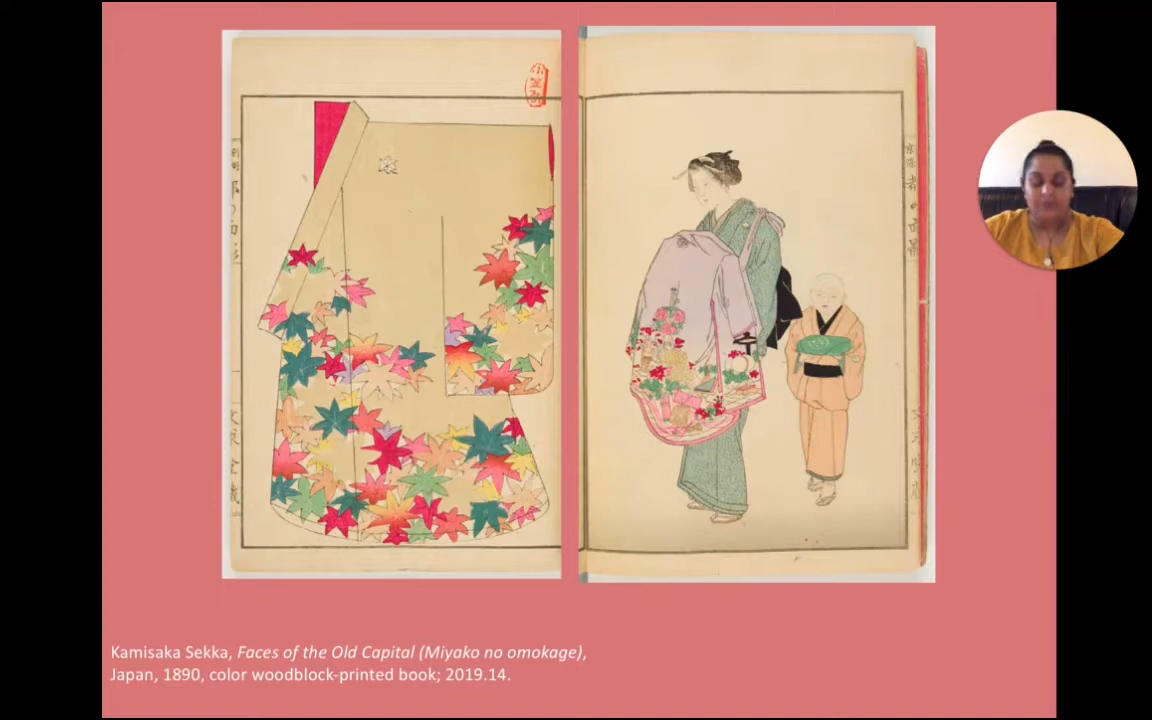 Kamisaka Sekka, Faces of the Old Capital (Miyako no omokage),
Japan, 1890, color woodblock-printed book; 2019.14.